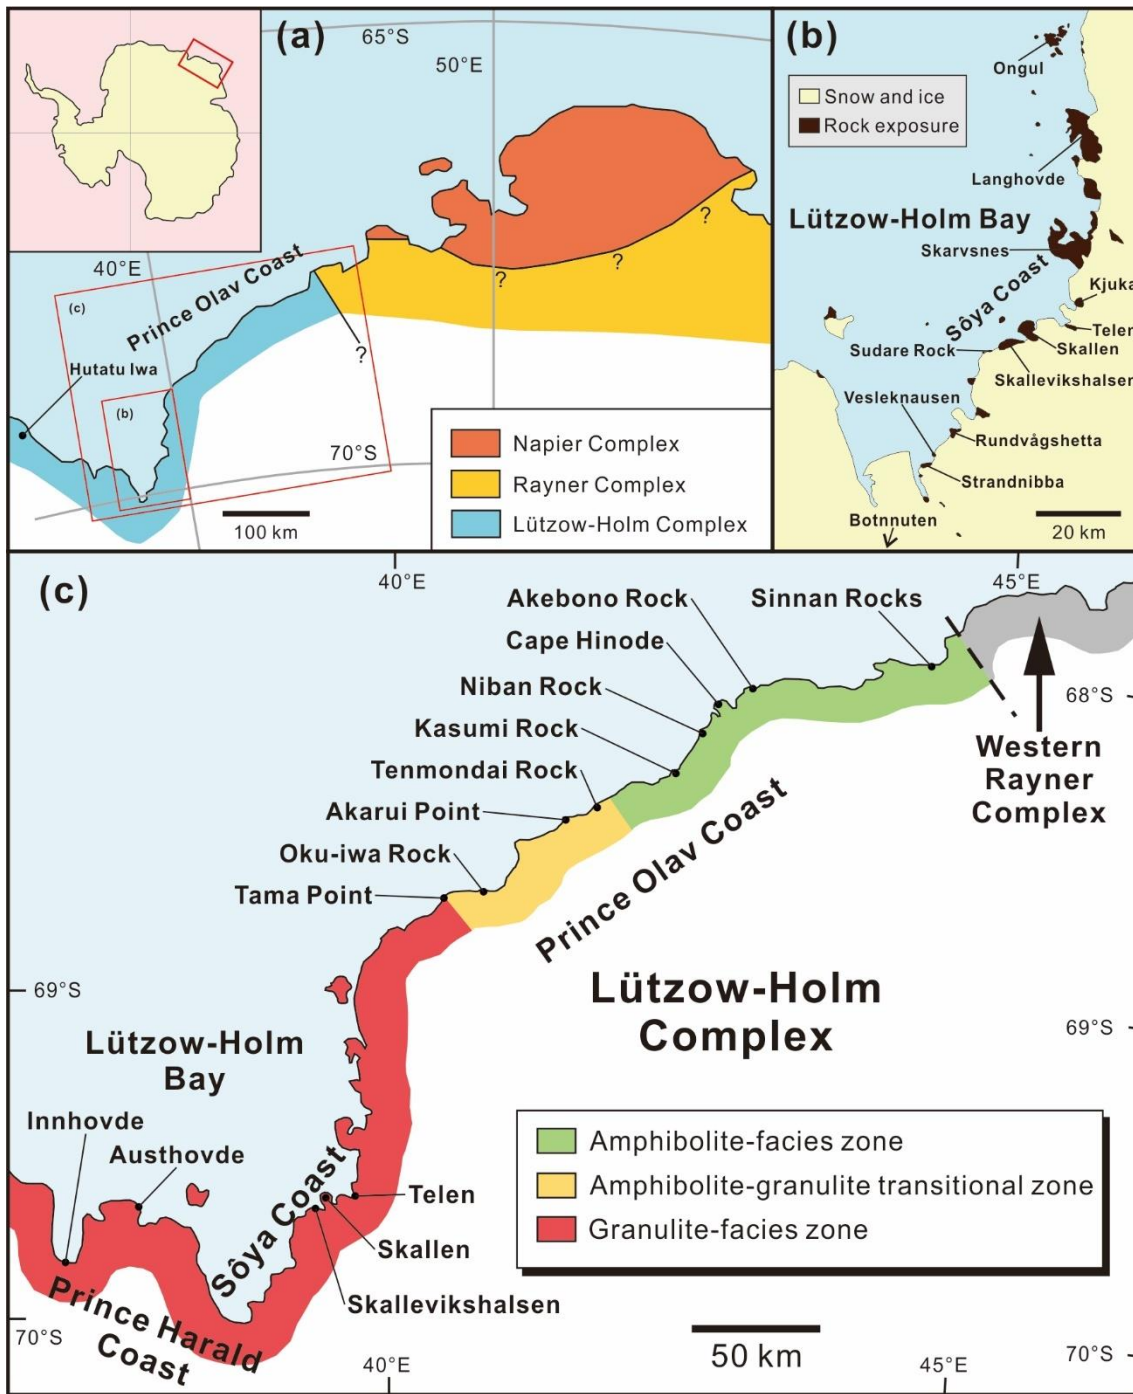 (a)
65°S
50°E
40°E
Prince Olav Coast
(c)
Hutatu Iwa
(b)
?
?
?
?
70°S
100 km
Napier Complex
Rayner Complex
Lützow-Holm Complex
(b)
Ongul
Snow and ice
Rock exposure
Langhovde
Lützow-Holm Bay
Skarvsnes
Sôya Coast
Kjuka
Telen
Sudare Rock
Skallen
Skallevikshalsen
Vesleknausen
Rundvågshetta
Strandnibba
Botnnuten
20 km
(c)
40°E
45°E
Akebono Rock
Sinnan Rocks
Cape Hinode
Niban Rock
68°S
Kasumi Rock
Western
Rayner
Complex
Tenmondai Rock
Akarui Point
Oku-iwa Rock
Tama Point
Prince Olav Coast
69°S
Lützow-Holm
Complex
69°S
Lützow-Holm
Bay
Innhovde
Austhovde
Amphibolite-facies zone
Amphibolite-granulite transitional zone
Granulite-facies zone
Sôya Coast
Telen
Skallen
Skallevikshalsen
Prince Harald
Coast
70°S
50 km
70°S
40°E
45°E